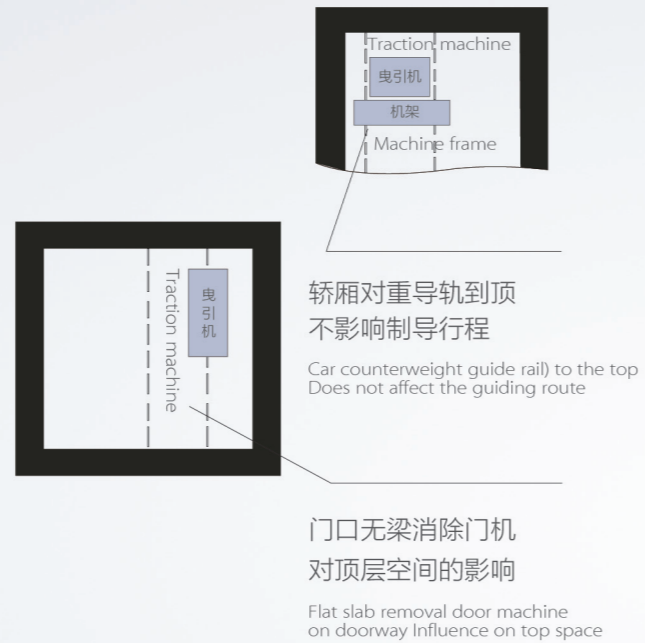 Traction machine
曳引机
机架
Machine frame
Traction machine
曳引机
轿厢对重导轨到顶
不影响制导行程
Car counterweight guide rail) to the top
Does not affect the guiding route
门口无梁消除门机
对顶层空间的影响
Flat slab removal door machine
on doorway Influence on top space